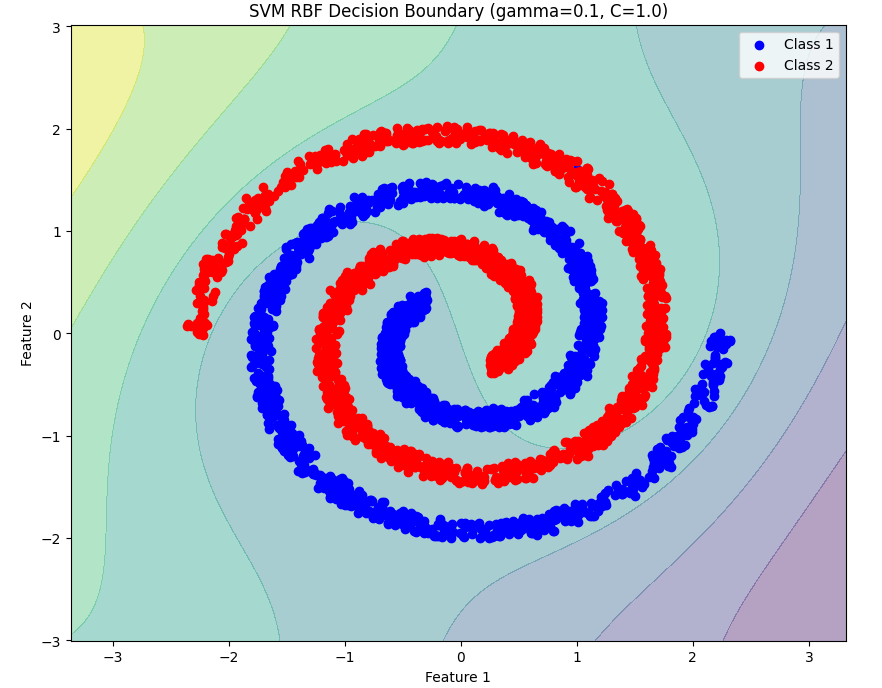 SVM RBF Decision Boundary (gamma=0.1, C=1.0)
Class 1
Class 2
3
2
1
0
−1
−2
−3
Feature 2
−3 −2 −1 0 1 2 3
Feature 1